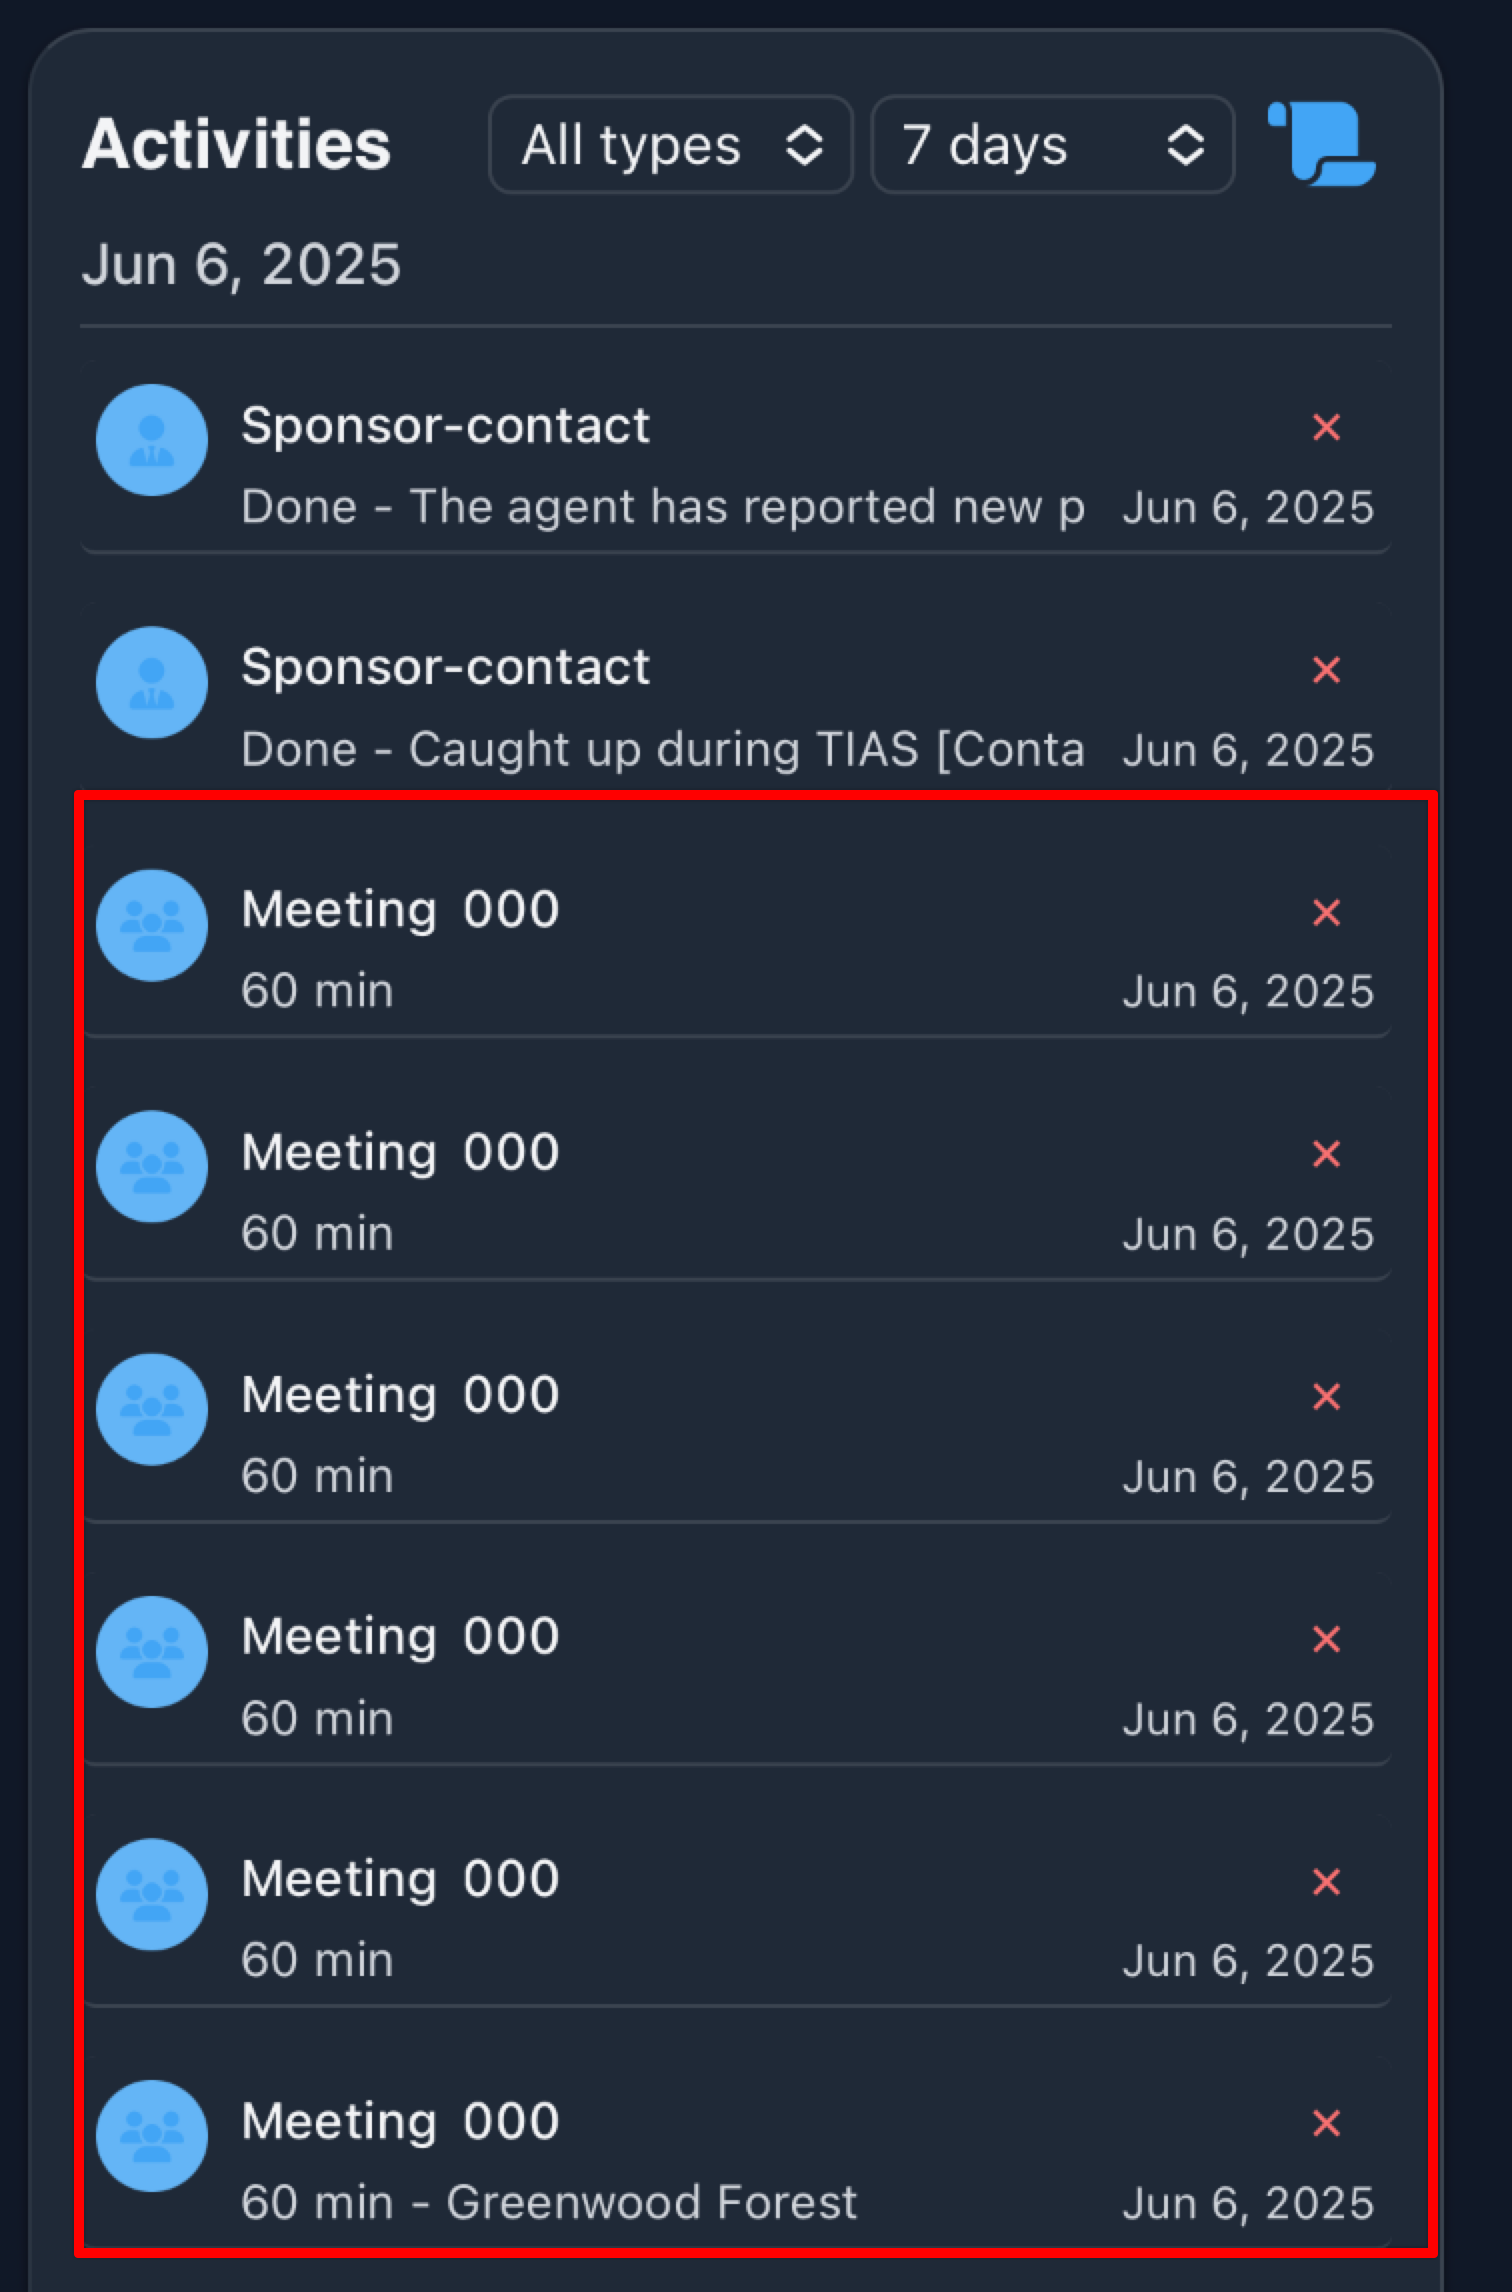 Activities All types 7 days
Jun 6, 2025
Sponsor-contact
Done - The agent has reported new p Jun 6, 2025
Sponsor-contact
Done - Caught up during TIAS [Conta Jun 6, 2025
Meeting 000
60 min Jun 6, 2025
Meeting 000
60 min Jun 6, 2025
Meeting 000
60 min Jun 6, 2025
Meeting 000
60 min Jun 6, 2025
Meeting 000
60 min Jun 6, 2025
Meeting 000
60 min - Greenwood Forest Jun 6, 2025